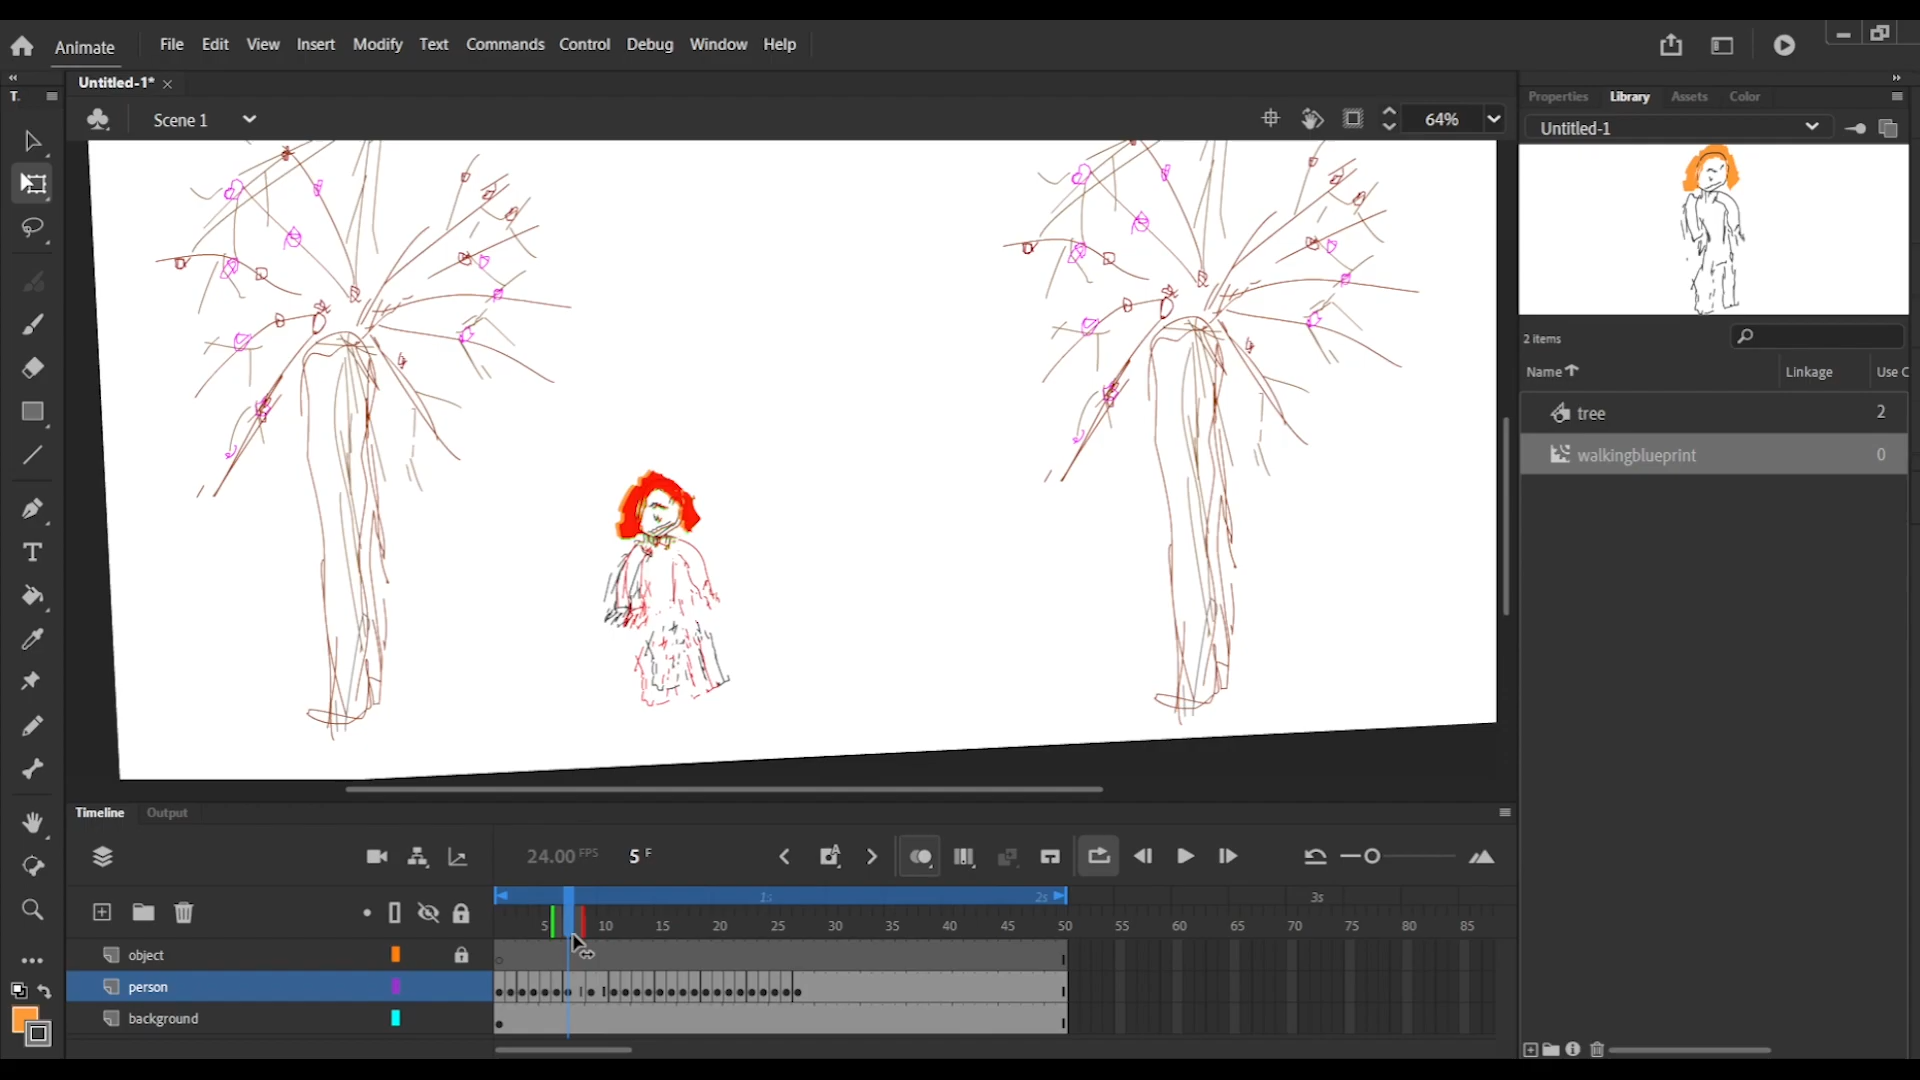 Animate File Edit View Insert Modify Text Commands Control Debug Window Help
Untitled-1*
T.
Scene 1
64%
Properties Library Assets Color
Untitled-1
2 items
Name Linkage Use C
tree 2
walkingblueprint 0
Timeline Output
24.00 FPS 5 F
1s 2s 3s
5 10 15 20 25 30 35 40 45 50 55 60 65 70 75 80 85
object
person
background